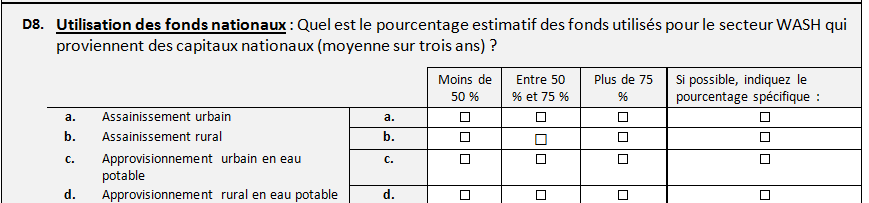 D8. Utilisation des fonds nationaux : Quel est le pourcentage estimatif des fonds utilisés pour le secteur WASH qui
proviennent des capitaux nationaux (moyenne sur trois ans) ?
Moins de 50 % Entre 50 % et 75 % Plus de 75 % Si possible, indiquez le pourcentage spécifique :
a. Assainissement urbain a. ☐ ☐ ☐ ☐
b. Assainissement rural b. ☐ ☐ ☐ ☐
c. Approvisionnement urbain en eau c. ☐ ☐ ☐ ☐
potable
d. Approvisionnement rural en eau potable d. ☐ ☐ ☐ ☐